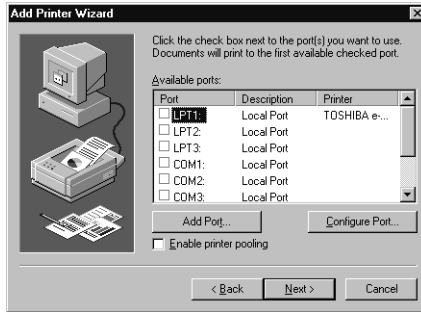 Add Printer Wizard
Click the check box next to the port(s) you want to use.
Documents will print to the first available checked port.
Available ports:
Port Description Printer
LPT1: Local Port TOSHIBA e-...
LPT2: Local Port
LPT3: Local Port
COM1: Local Port
COM2: Local Port
COM3: Local Port
Add Port... Configure Port...
Enable printer pooling
< Back Next > Cancel